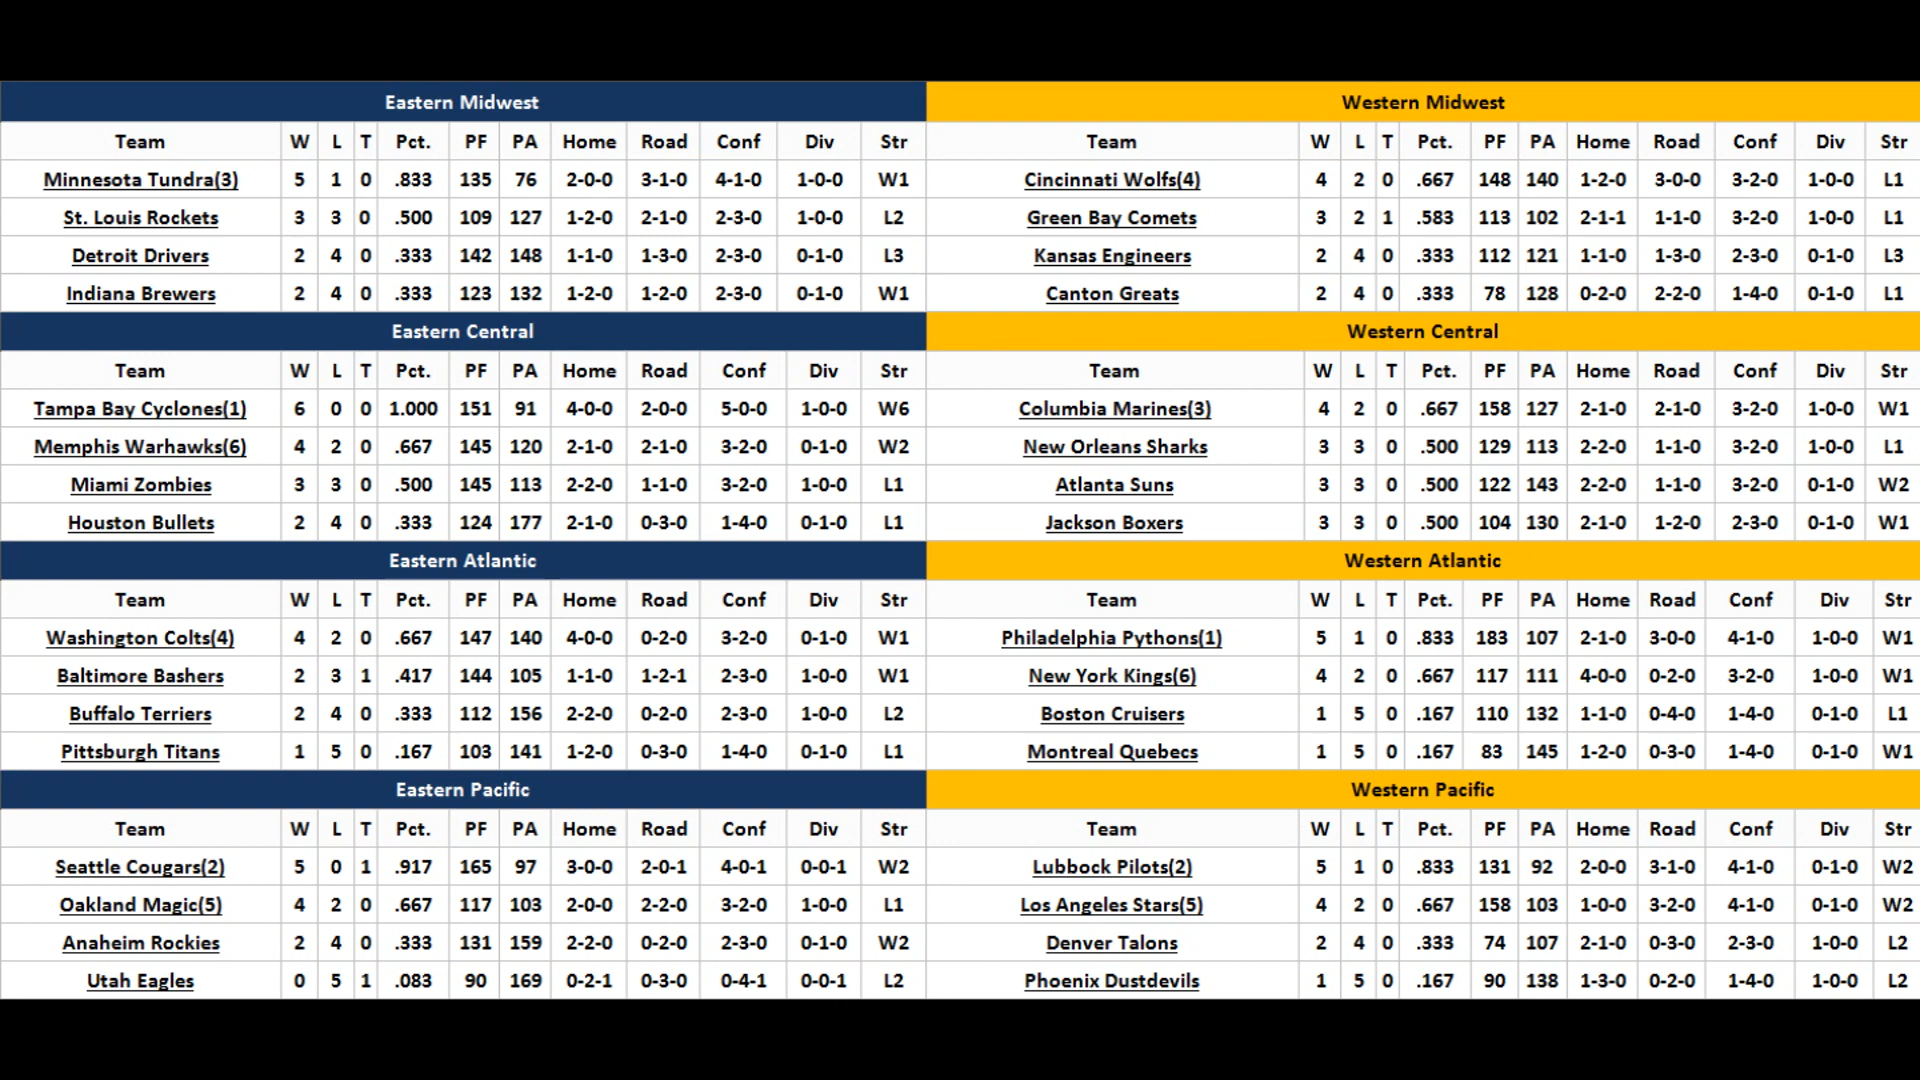 Eastern Midwest
Team W L T Pct. PF PA Home Road Conf Div Str
Minnesota Tundra(3) 5 1 0 .833 135 76 2-0-0 3-1-0 4-1-0 1-0-0 W1
St. Louis Rockets 3 3 0 .500 109 127 1-2-0 2-1-0 2-3-0 1-0-0 L2
Detroit Drivers 2 4 0 .333 142 148 1-1-0 1-3-0 2-3-0 0-1-0 L3
Indiana Brewers 2 4 0 .333 123 132 1-2-0 1-2-0 2-3-0 0-1-0 W1
Eastern Central
Team W L T Pct. PF PA Home Road Conf Div Str
Tampa Bay Cyclones(1) 6 0 0 1.000 151 91 4-0-0 2-0-0 5-0-0 1-0-0 W6
Memphis Warhawks(6) 4 2 0 .667 145 120 2-1-0 2-1-0 3-2-0 0-1-0 W2
Miami Zombies 3 3 0 .500 145 113 2-2-0 1-1-0 3-2-0 1-0-0 L1
Houston Bullets 2 4 0 .333 124 177 2-1-0 0-3-0 1-4-0 0-1-0 L1
Eastern Atlantic
Team W L T Pct. PF PA Home Road Conf Div Str
Washington Colts(4) 4 2 0 .667 147 140 4-0-0 0-2-0 3-2-0 0-1-0 W1
Baltimore Bashers 2 3 1 .417 144 105 1-1-0 1-2-1 2-3-0 1-0-0 W1
Buffalo Terriers 2 4 0 .333 112 156 2-2-0 0-2-0 2-3-0 1-0-0 L2
Pittsburgh Titans 1 5 0 .167 103 141 1-2-0 0-3-0 1-4-0 0-1-0 L1
Eastern Pacific
Team W L T Pct. PF PA Home Road Conf Div Str
Seattle Cougars(2) 5 0 1 .917 165 97 3-0-0 2-0-1 4-0-1 0-0-1 W2
Oakland Magic(5) 4 2 0 .667 117 103 2-0-0 2-2-0 3-2-0 1-0-0 L1
Anaheim Rockies 2 4 0 .333 131 159 2-2-0 0-2-0 2-3-0 0-1-0 W2
Utah Eagles 0 5 1 .083 90 169 0-2-1 0-3-0 0-4-1 0-0-1 L2
Western Midwest
Team W L T Pct. PF PA Home Road Conf Div Str
Cincinnati Wolfs(4) 4 2 0 .667 148 140 1-2-0 3-0-0 3-2-0 1-0-0 L1
Green Bay Comets 3 2 1 .583 113 102 2-1-1 1-1-0 3-2-0 1-0-0 L1
Kansas Engineers 2 4 0 .333 112 121 1-1-0 1-3-0 2-3-0 0-1-0 L3
Canton Greats 2 4 0 .333 78 128 0-2-0 2-2-0 1-4-0 0-1-0 L1
Western Central
Team W L T Pct. PF PA Home Road Conf Div Str
Columbia Marines(3) 4 2 0 .667 158 127 2-1-0 2-1-0 3-2-0 1-0-0 W1
New Orleans Sharks 3 3 0 .500 129 113 2-2-0 1-1-0 3-2-0 1-0-0 L1
Atlanta Suns 3 3 0 .500 122 143 2-2-0 1-1-0 3-2-0 0-1-0 W2
Jackson Boxers 3 3 0 .500 104 130 2-1-0 1-2-0 2-3-0 0-1-0 W1
Western Atlantic
Team W L T Pct. PF PA Home Road Conf Div Str
Philadelphia Pythons(1) 5 1 0 .833 183 107 2-1-0 3-0-0 4-1-0 1-0-0 W1
New York Kings(6) 4 2 0 .667 117 111 4-0-0 0-2-0 3-2-0 1-0-0 W1
Boston Cruisers 1 5 0 .167 110 132 1-1-0 0-4-0 1-4-0 0-1-0 L1
Montreal Quebecs 1 5 0 .167 83 145 1-2-0 0-3-0 1-4-0 0-1-0 W1
Western Pacific
Team W L T Pct. PF PA Home Road Conf Div Str
Lubbock Pilots(2) 5 1 0 .833 131 92 2-0-0 3-1-0 4-1-0 0-1-0 W2
Los Angeles Stars(5) 4 2 0 .667 158 103 1-0-0 3-2-0 4-1-0 0-1-0 W2
Denver Talons 2 4 0 .333 74 107 2-1-0 0-3-0 2-3-0 1-0-0 L2
Phoenix Dustdevils 1 5 0 .167 90 138 1-3-0 0-2-0 1-4-0 1-0-0 L2